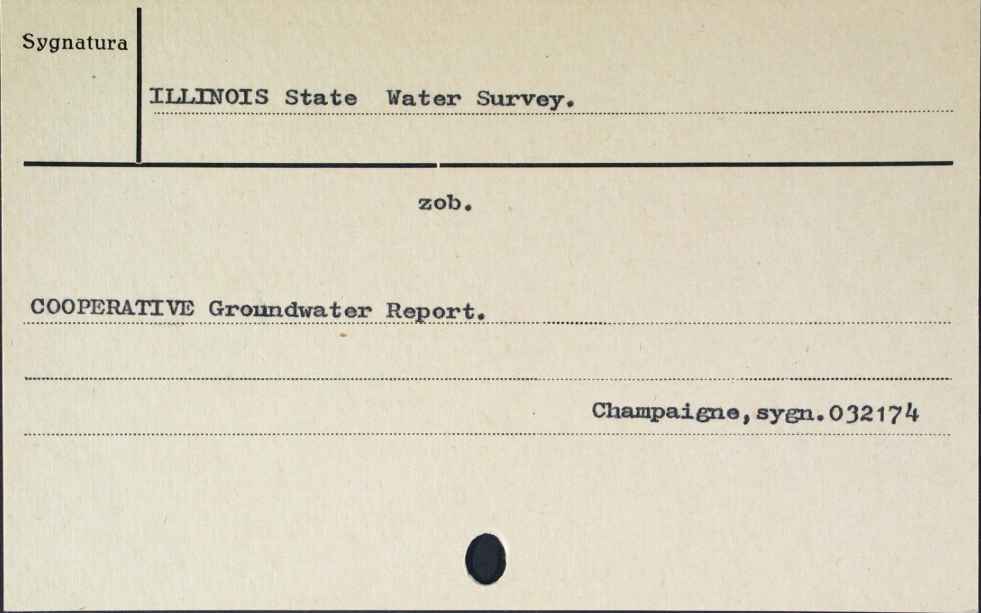 Sygnatura
ILLINOIS State Water Survey.
zob.
COOPERATIVE Groundwater Report.
Champaigne,sygn.032174